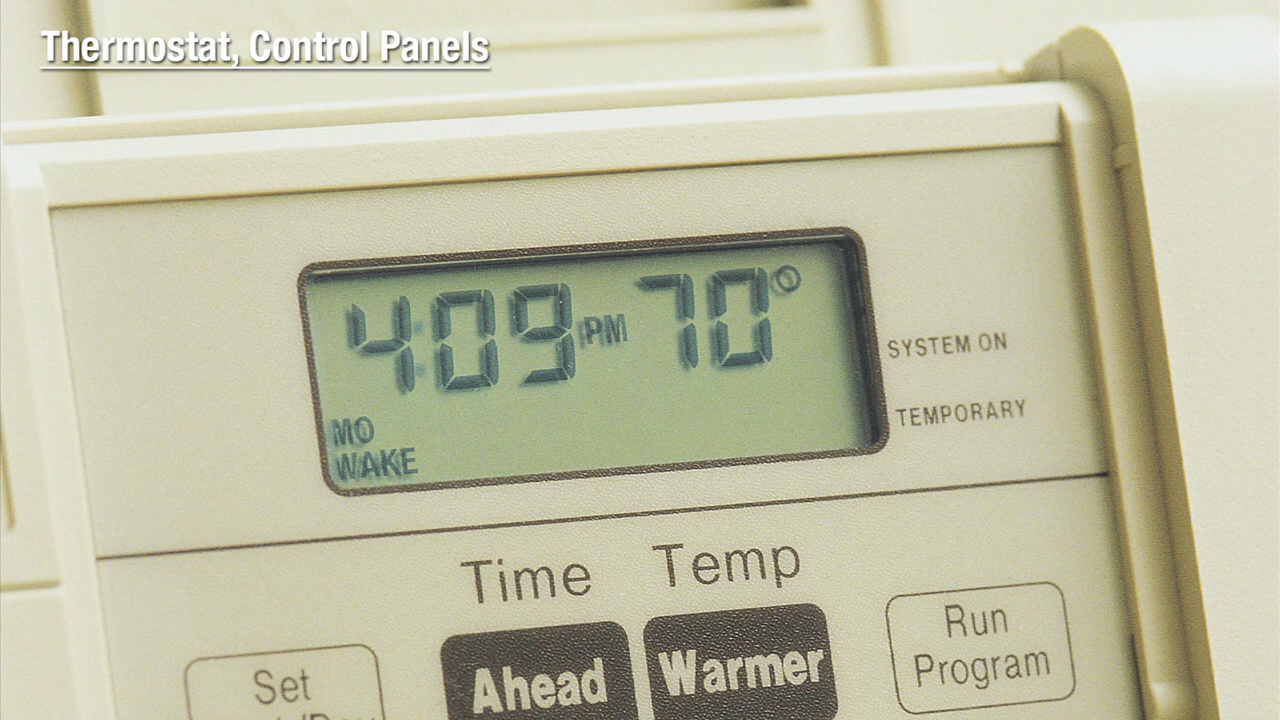 Thermostat, Control Panels
4:09 PM 70°
SYSTEM ON
TEMPORARY
MO
WAKE
Time Temp
Set
Ahead
Warmer
Run
Program